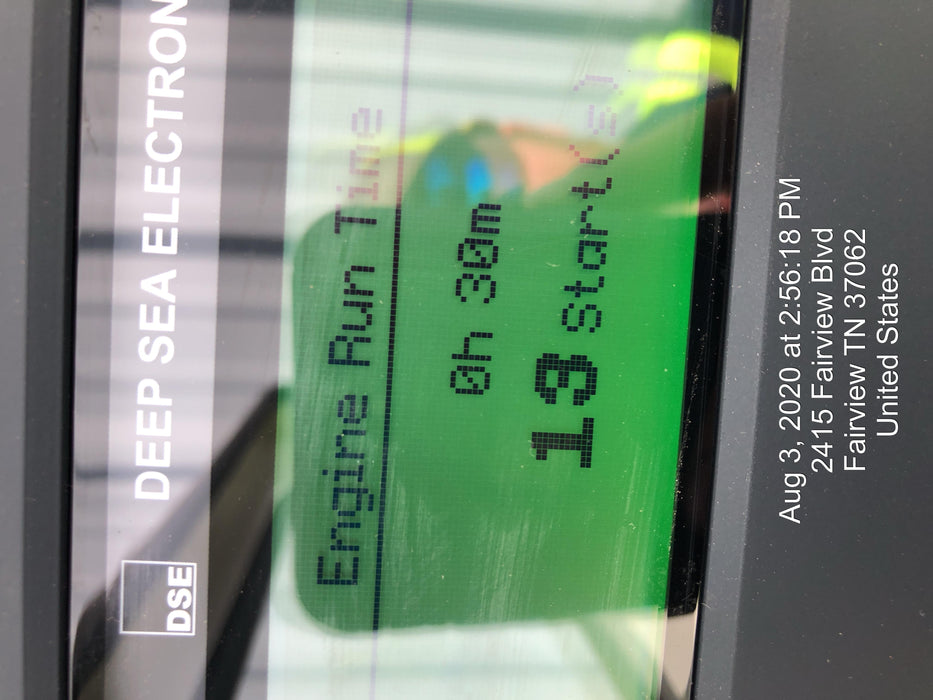 DSE DEEP SEA ELECTRON
Engine Run Time
0h 30m
Start(s)
Aug 3, 2020 at 2:56:18 PM
2415 Fairview Blvd
Fairview TN 37062
United States